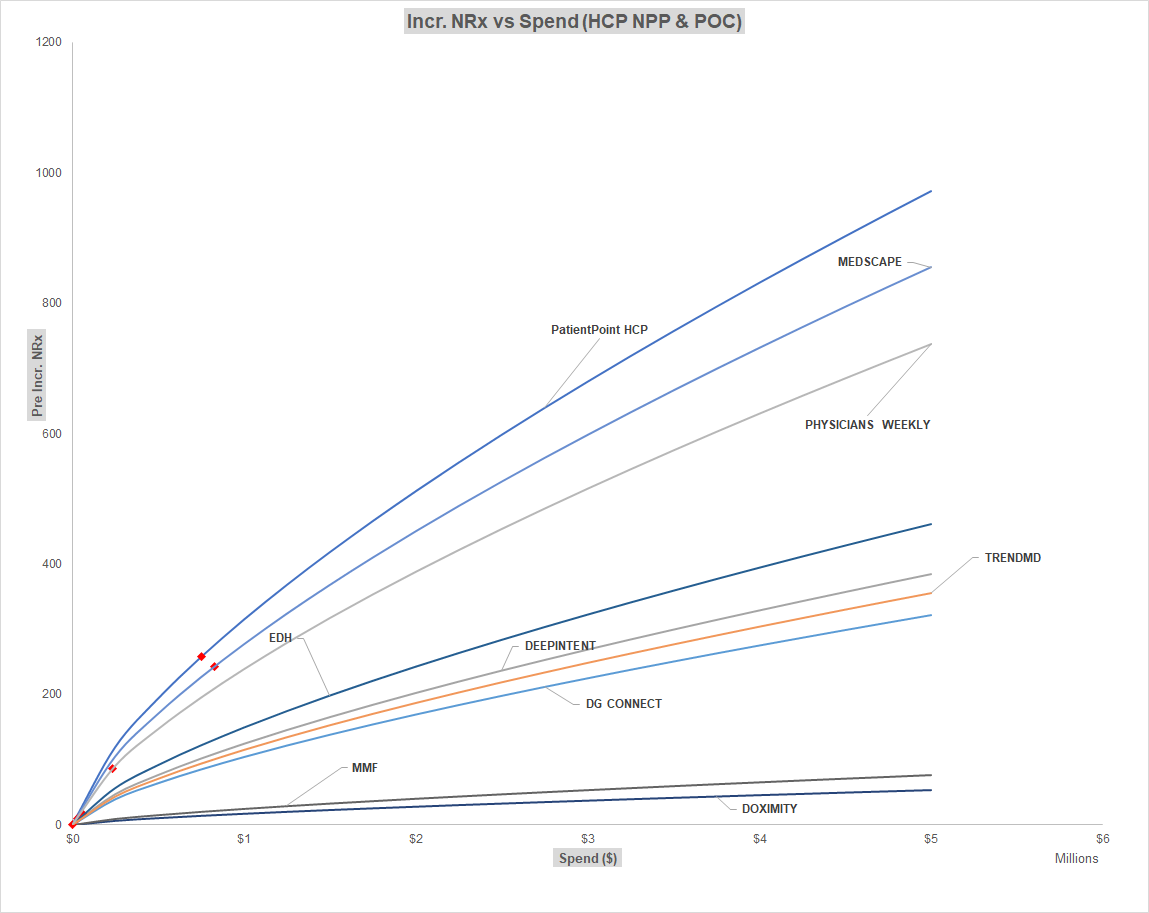 Incr. NRx vs Spend (HCP NPP & POC)
1200
1000
800
600
400
200
0
Pre Incr. NRx
PatientPoint HCP
MEDSCAPE
PHYSICIANS WEEKLY
TRENDMD
EDH
DEEPINTENT
DG CONNECT
MMF
DOXIMITY
$0 $1 $2 $3 $4 $5 $6
Spend ($)
Millions